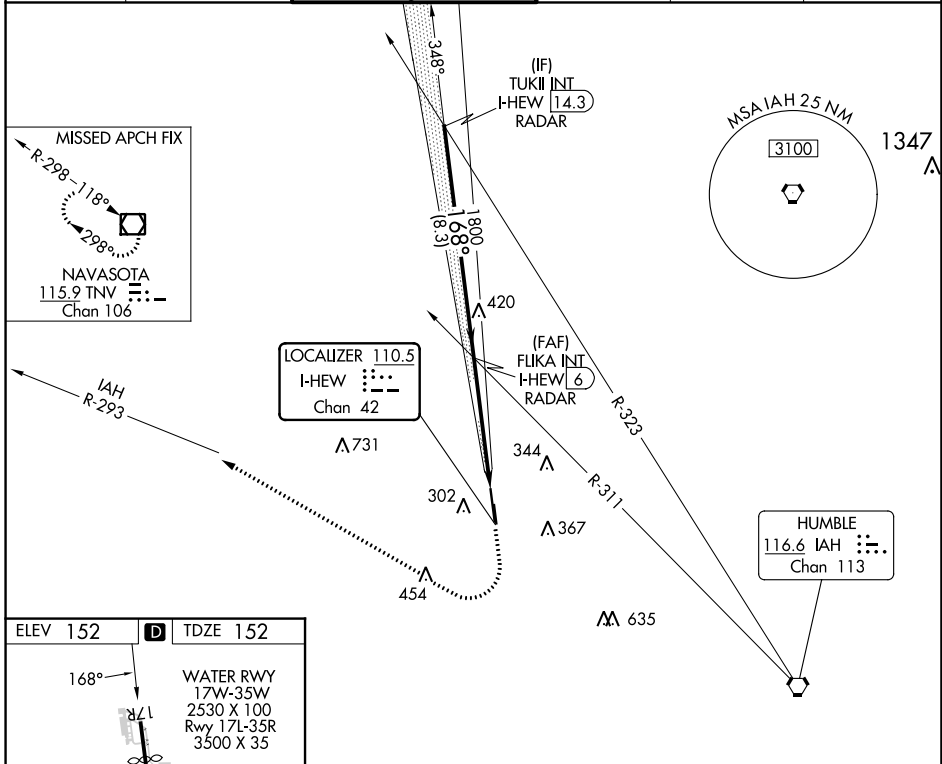 348°
(IF)
TUKII INT
I-HEW 14.3
RADAR
MSA IAH 25 NM
3100
1347
MISSED APCH FIX
R-298
118°
298°
NAVASOTA
115.9 TNV
Chan 106
1800
168°
(8.3)
420
(FAF)
FLIKA INT
I-HEW 6
RADAR
LOCALIZER 110.5
I-HEW
Chan 42
IAH
R-293
R-323
R-311
731
344
302
367
454
635
HUMBLE
116.6 IAH
Chan 113
ELEV 152 D TDZE 152
168°
17R
WATER RWY
17W-35W
2530 X 100
Rwy 17L-35R
3500 X 35